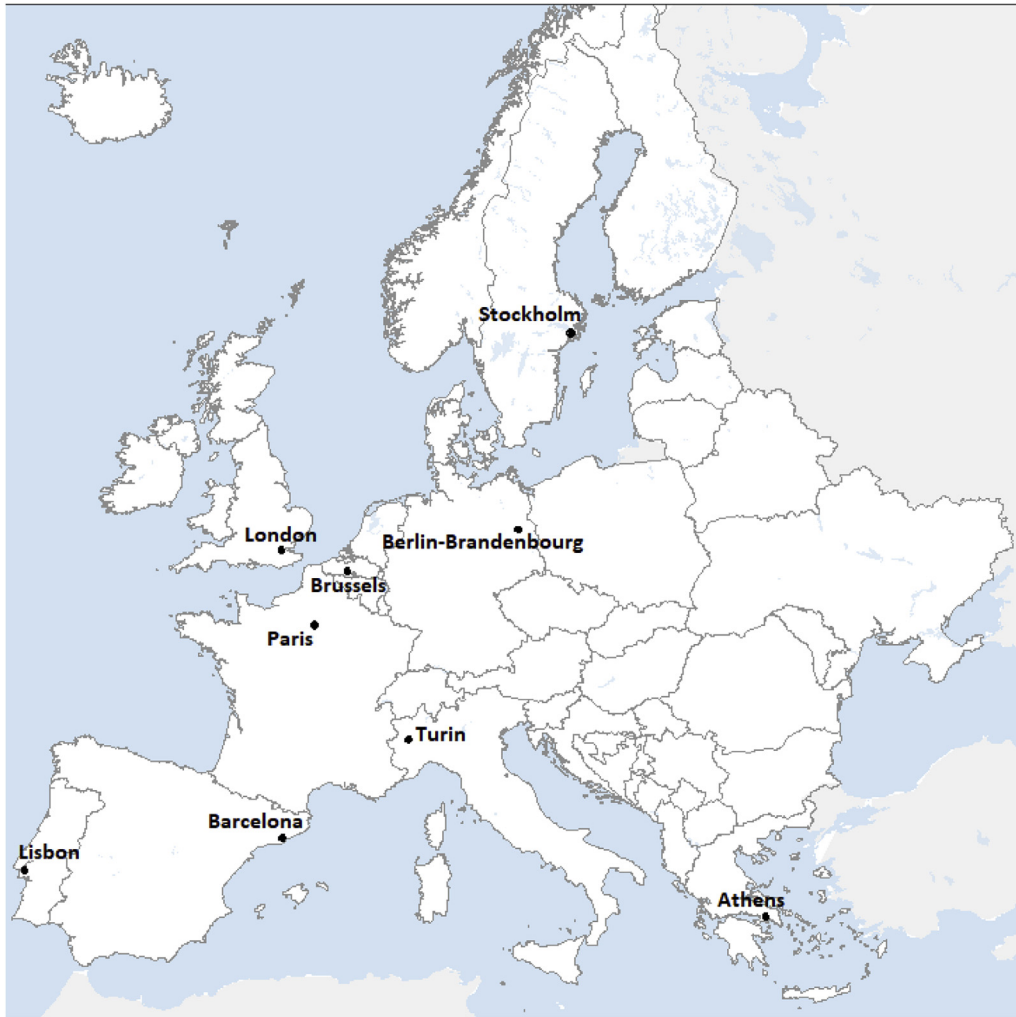 Stockholm
London
Berlin-Brandenbourg
Brussels
Paris
Turin
Barcelona
Lisbon
Athens